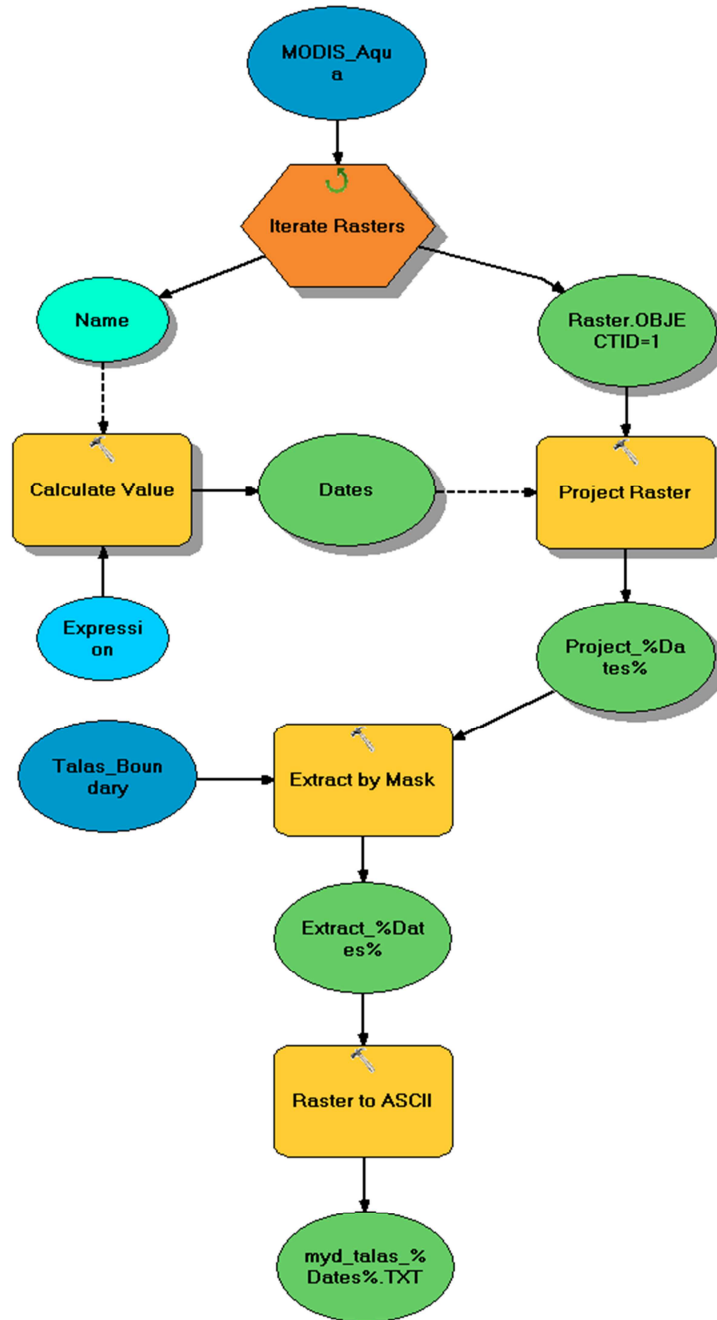 MODIS_Aqu
a
Iterate Rasters
Name
Raster.OBJE
CTID=1
Calculate Value
Dates
Project Raster
Expressi
on
Project_%Da
tes%
Talas_Boun
dary
Extract by Mask
Extract_%Dat
es%
Raster to ASCII
myd_talas_%
Dates%.TXT